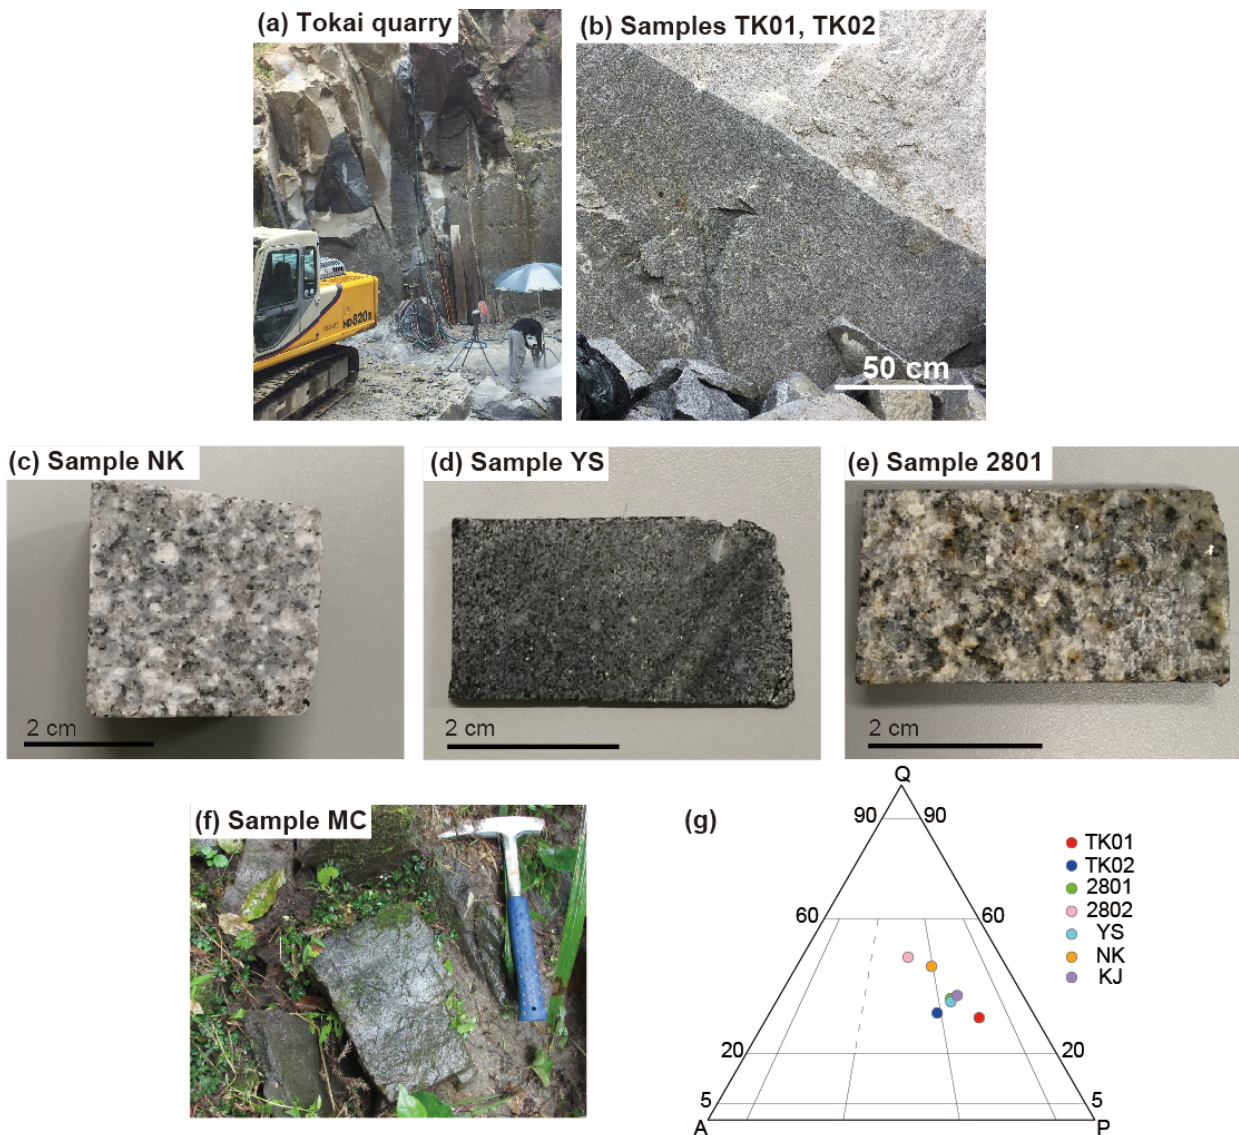 (a) Tokai quarry
HD820II
(b) Samples TK01, TK02
50 cm
(c) Sample NK
2 cm
(d) Sample YS
2 cm
(e) Sample 2801
2 cm
(f) Sample MC
(g)
Q
90 90
60 60
20 20
5 5
A P
TK01
TK02
2801
2802
YS
NK
KJ